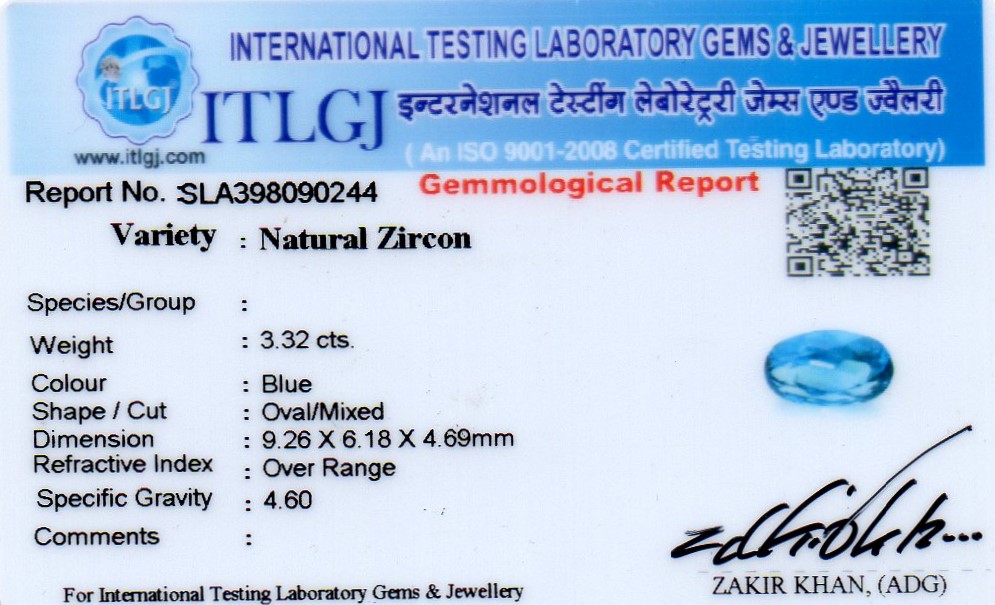 INTERNATIONAL TESTING LABORATORY GEMS & JEWELLERY
ITLGJ
ITLGJ इन्टरनेशनल टेस्टींग लेबोरेट्ररी जेम्स एण्ड ज्वैलरी
www.itlgj.com
( An ISO 9001-2008 Certified Testing Laboratory)
Gemmological Report
Report No. :SLA398090244
Variety : Natural Zircon
Species/Group :
Weight : 3.32 cts.
Colour : Blue
Shape / Cut : Oval/Mixed
Dimension : 9.26 X 6.18 X 4.69mm
Refractive Index : Over Range
Specific Gravity : 4.60
Comments :
For International Testing Laboratory Gems & Jewellery
ZAKIR KHAN, (ADG)